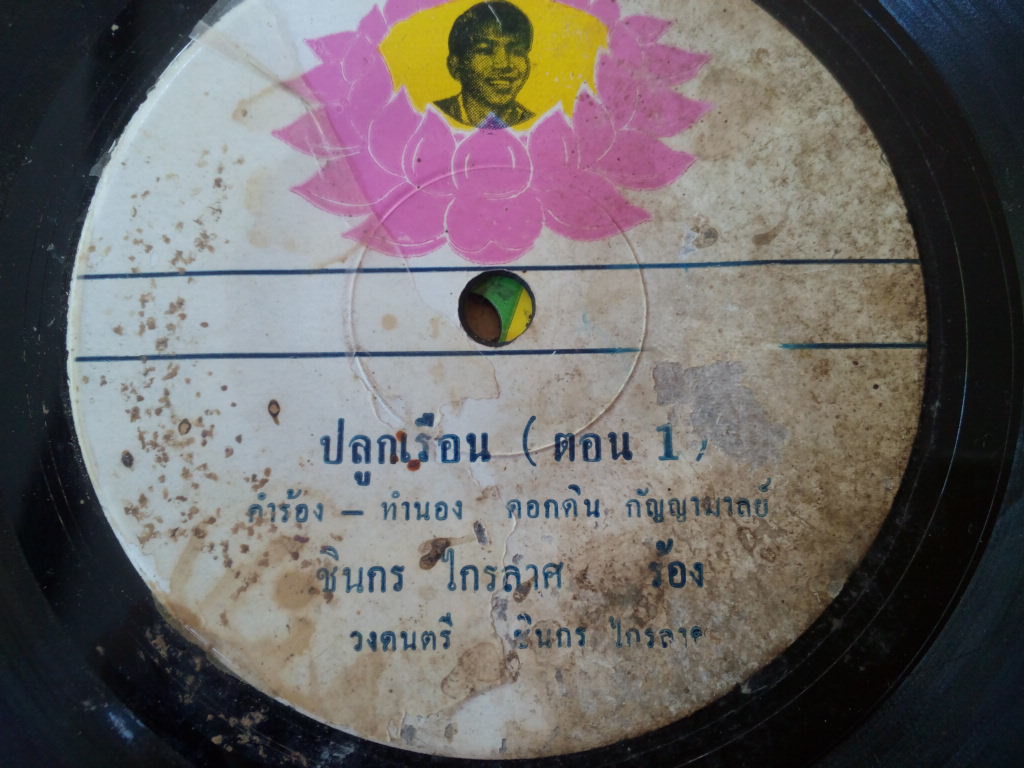 ปลูกเรือน ( ตอน 1 )
คำร้อง – ทำนอง ดอกดิน กัญญามาลย์
ชินกร ไกรลาศ ร้อง
วงดนตรี ชินกร ไกรลาศ